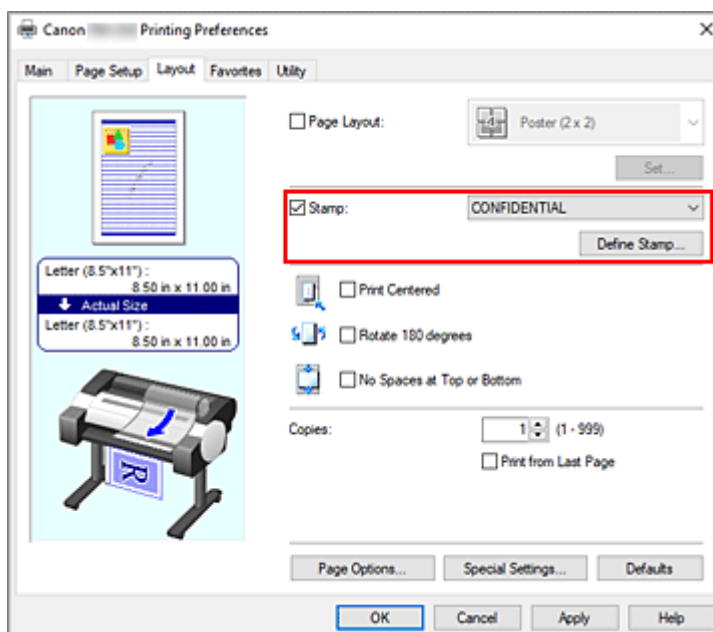 Canon Printing Preferences
Main Page Setup Layout Favorites Utility
Page Layout: Poster (2 x 2)
Set...
Stamp: CONFIDENTIAL
Define Stamp...
Letter (8.5"x11") :
8.50 in x 11.00 in
Actual Size
Letter (8.5"x11") :
8.50 in x 11.00 in
Print Centered
Rotate 180 degrees
No Spaces at Top or Bottom
Copies: 1 (1 - 999)
Print from Last Page
R
Page Options... Special Settings... Defaults
OK Cancel Apply Help